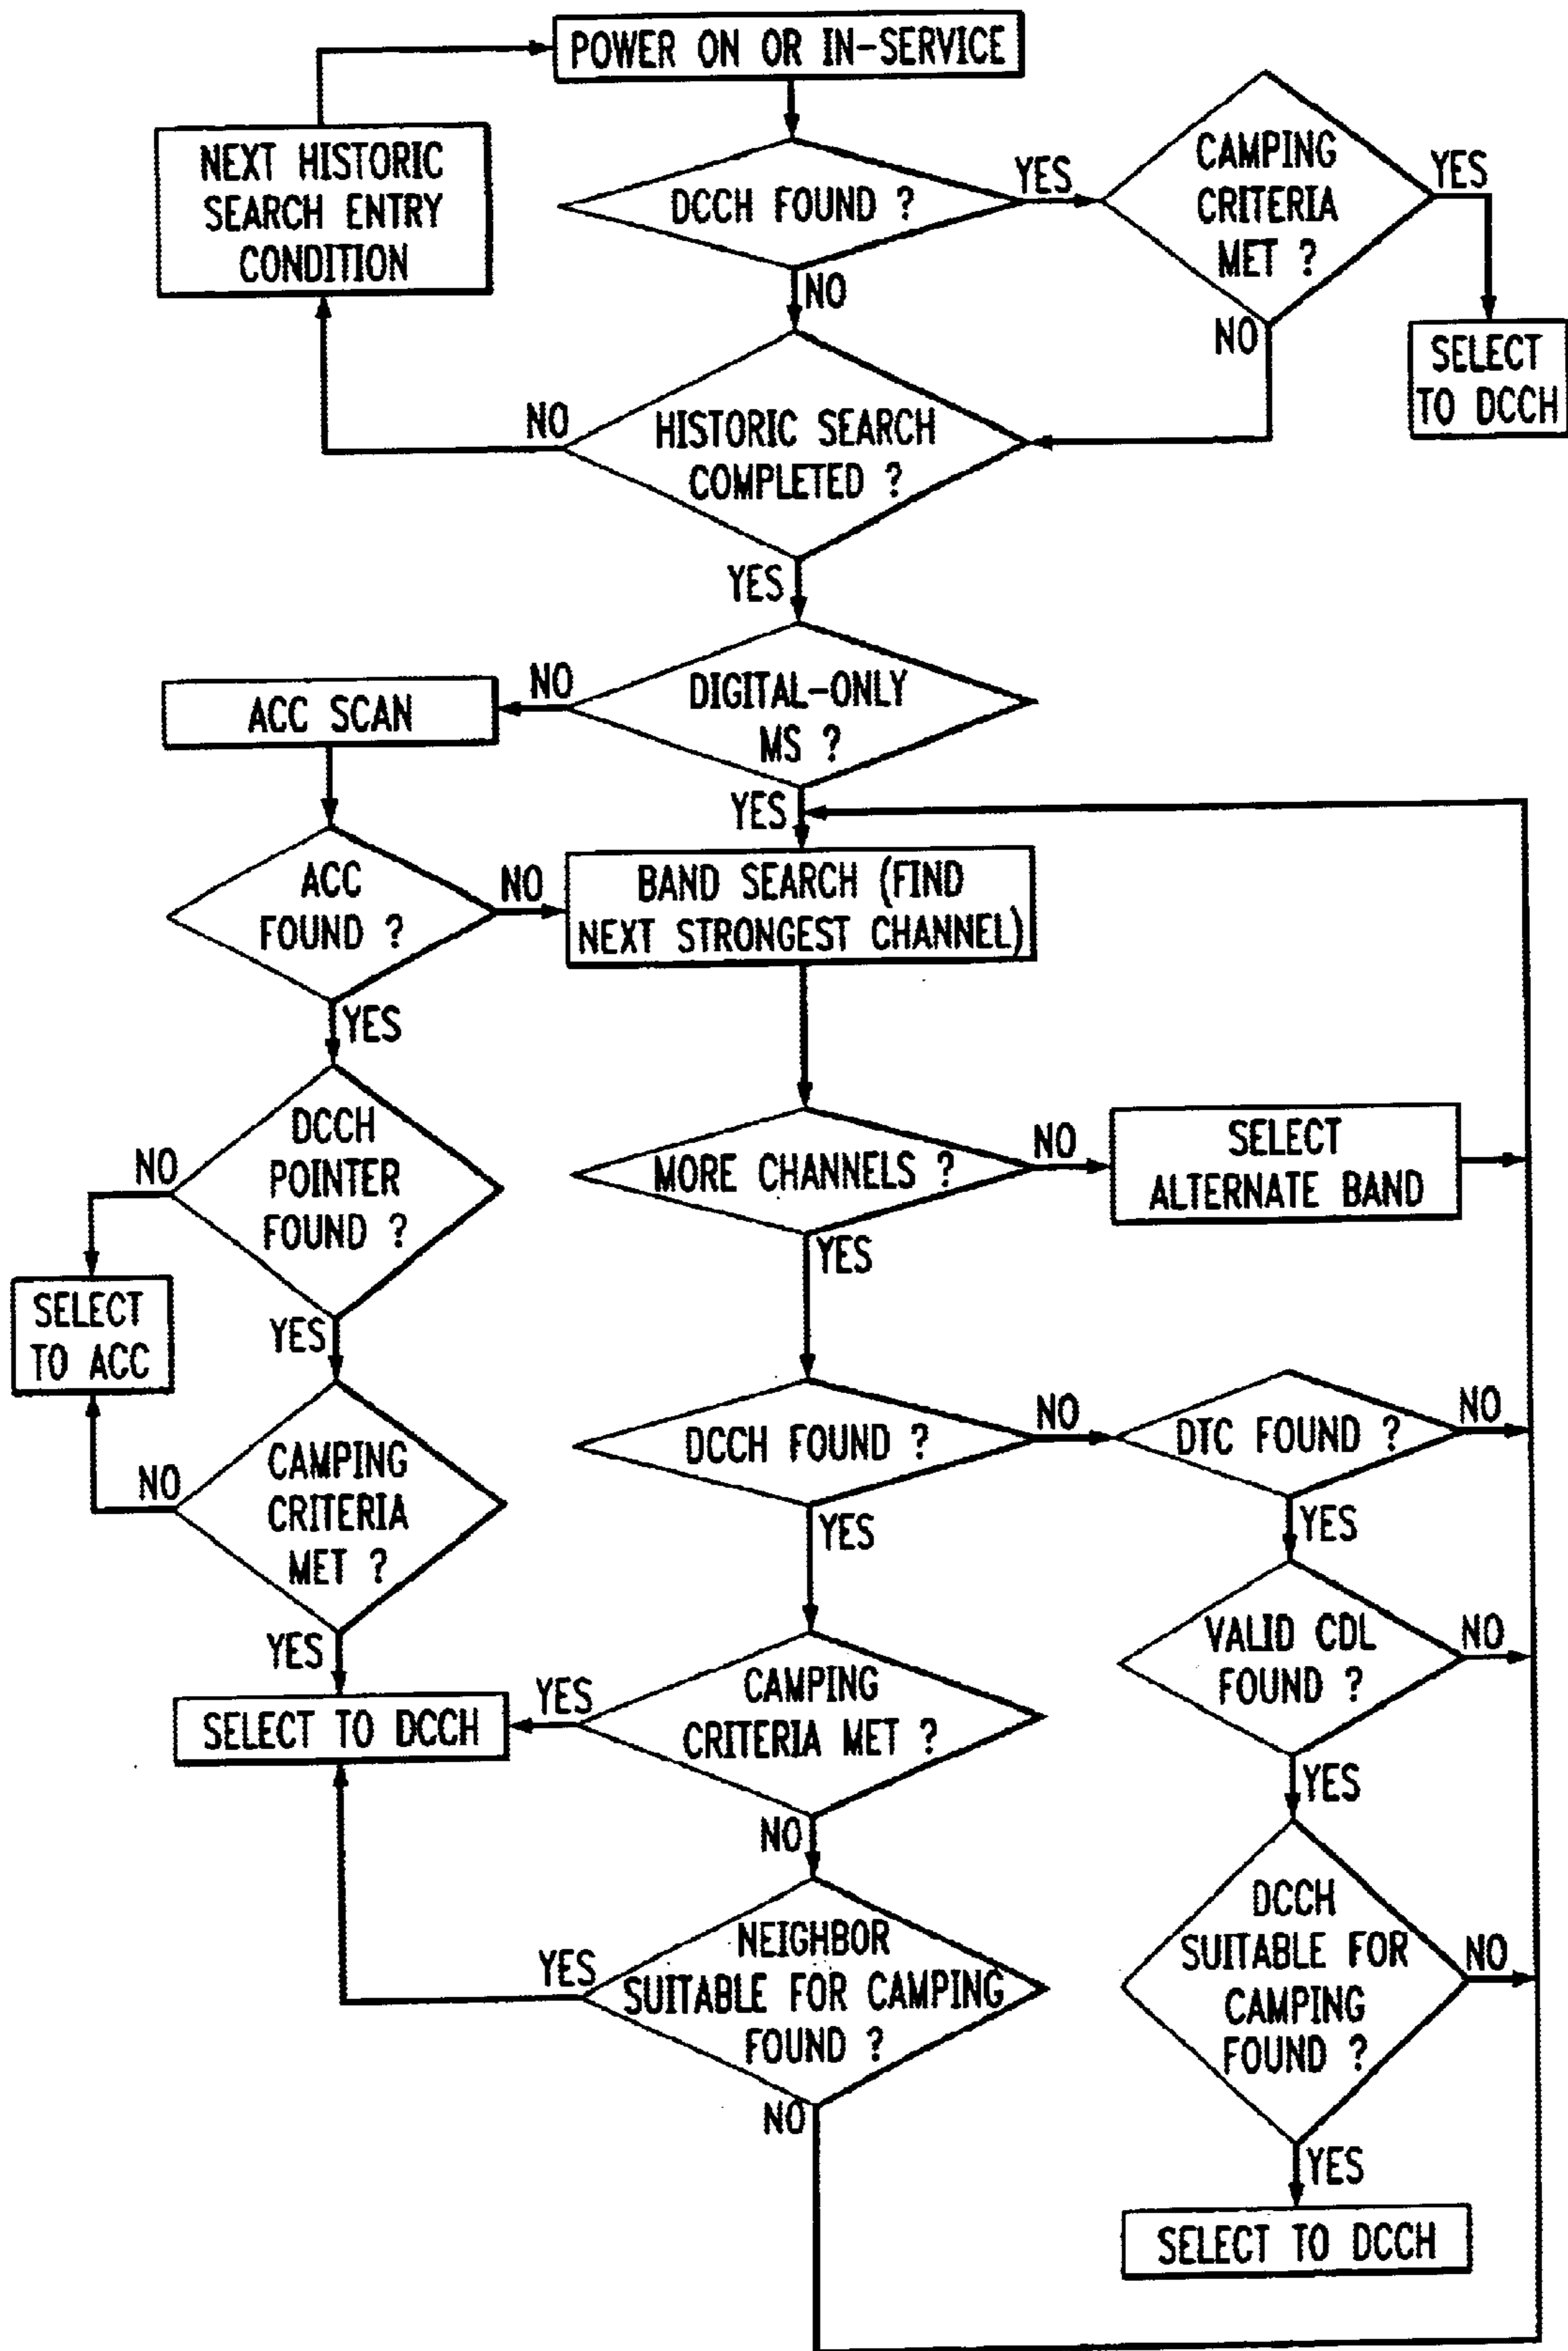 POWER ON OR IN-SERVICE
NEXT HISTORIC
SEARCH ENTRY
CONDITION
DCCH FOUND ?
YES
CAMPING
CRITERIA
MET ?
YES
NO
NO
SELECT
TO DCCH
NO
HISTORIC SEARCH
COMPLETED ?
YES
ACC SCAN
NO
DIGITAL-ONLY
MS ?
YES
ACC
FOUND ?
NO
BAND SEARCH (FIND
NEXT STRONGEST CHANNEL)
YES
DCCH
POINTER
FOUND ?
NO
MORE CHANNELS ?
NO
SELECT
ALTERNATE BAND
YES
SELECT
TO ACC
YES
CAMPING
CRITERIA
MET ?
NO
DCCH FOUND ?
NO
DTC FOUND ?
NO
YES
YES
YES
VALID CDL
FOUND ?
NO
SELECT TO DCCH
YES
CAMPING
CRITERIA MET ?
YES
NO
DCCH
SUITABLE FOR
CAMPING
FOUND ?
NO
YES
NEIGHBOR
SUITABLE FOR CAMPING
FOUND ?
NO
YES
SELECT TO DCCH